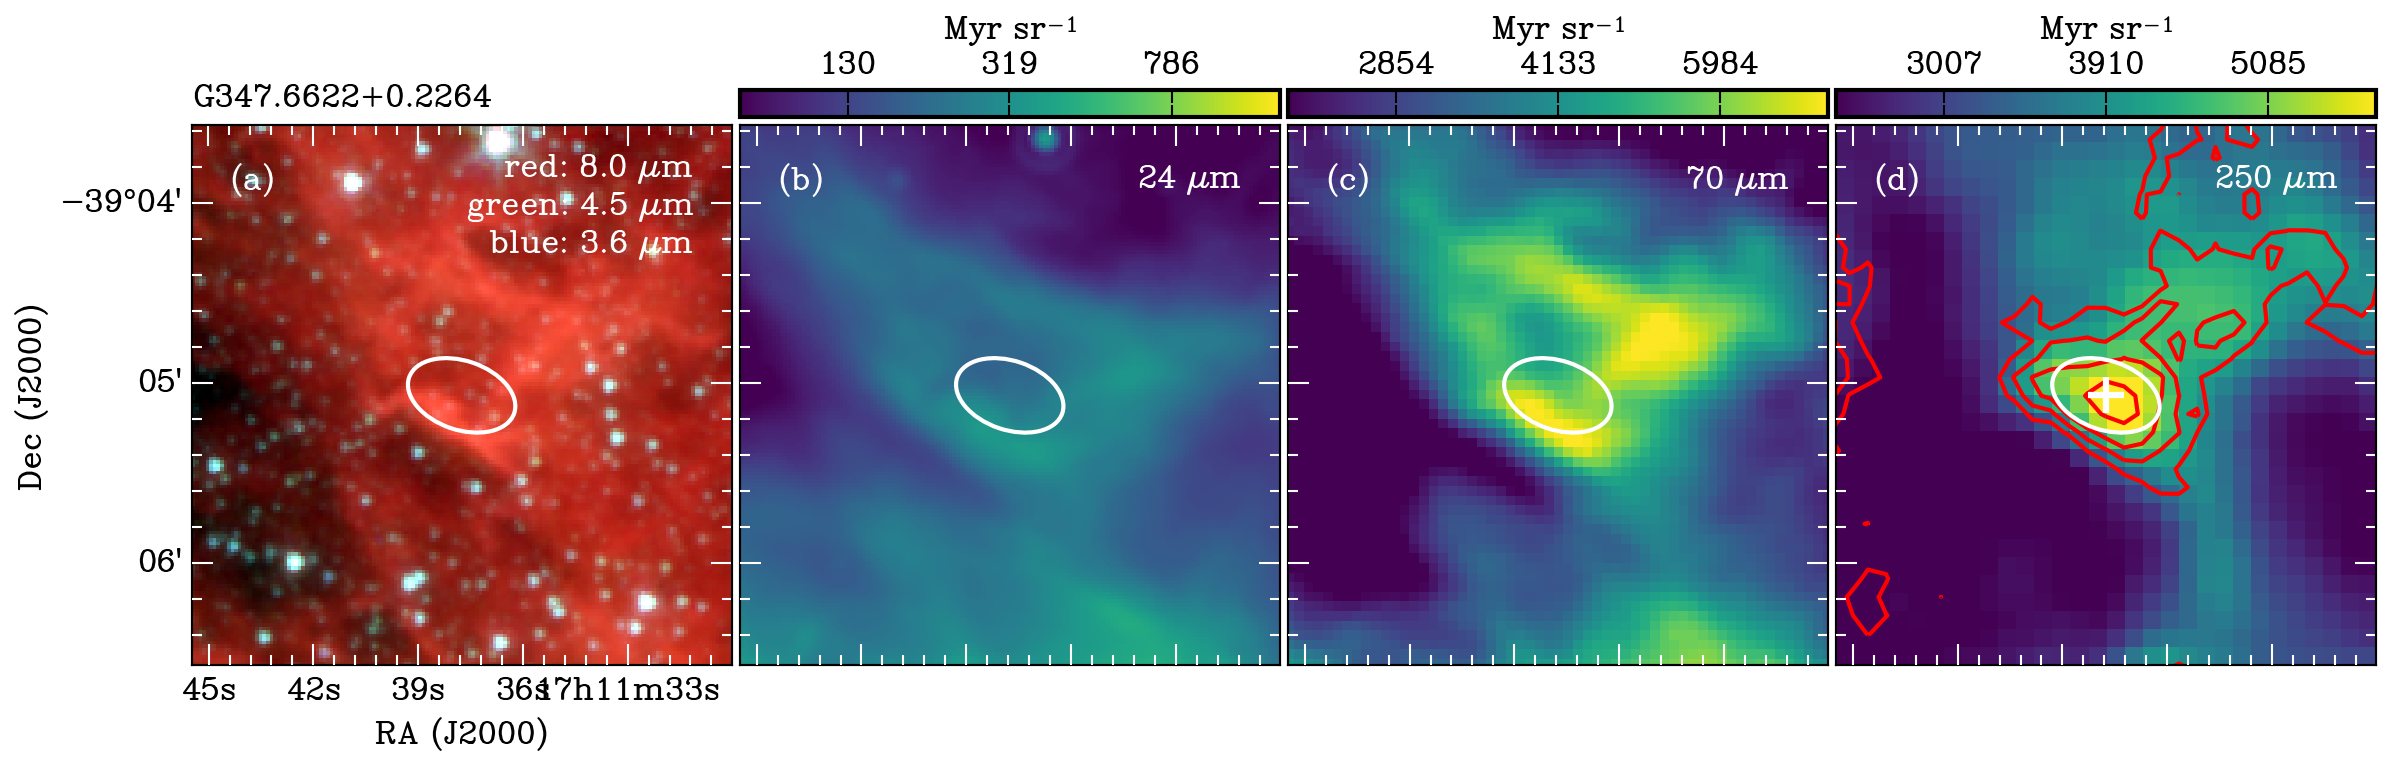 G347.6622+0.2264
(a)
red: 8.0 μm
green: 4.5 μm
blue: 3.6 μm
−39°04'
05'
06'
Dec (J2000)
45s 42s 39s 36s 17h11m33s
RA (J2000)
Myr sr⁻¹
130 319 786
(b)
24 μm
Myr sr⁻¹
2854 4133 5984
(c)
70 μm
Myr sr⁻¹
3007 3910 5085
(d)
250 μm